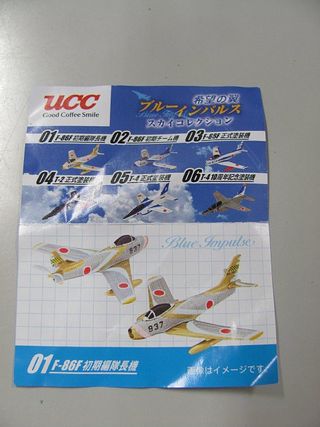 UCC
Good Coffee Smile
希望の翼
ブルーインパルス
スカイコレクション
01 F-86F 初期編隊長機
02 F-86F 初期チーム機
03 F-86F 正式塗装機
04 T-2 正式塗装機
05 T-4 正式塗装機
06 T-4 10周年記念塗装機
Blue Impulse
937
937
01 F-86F 初期編隊長機
画像はイメージです。